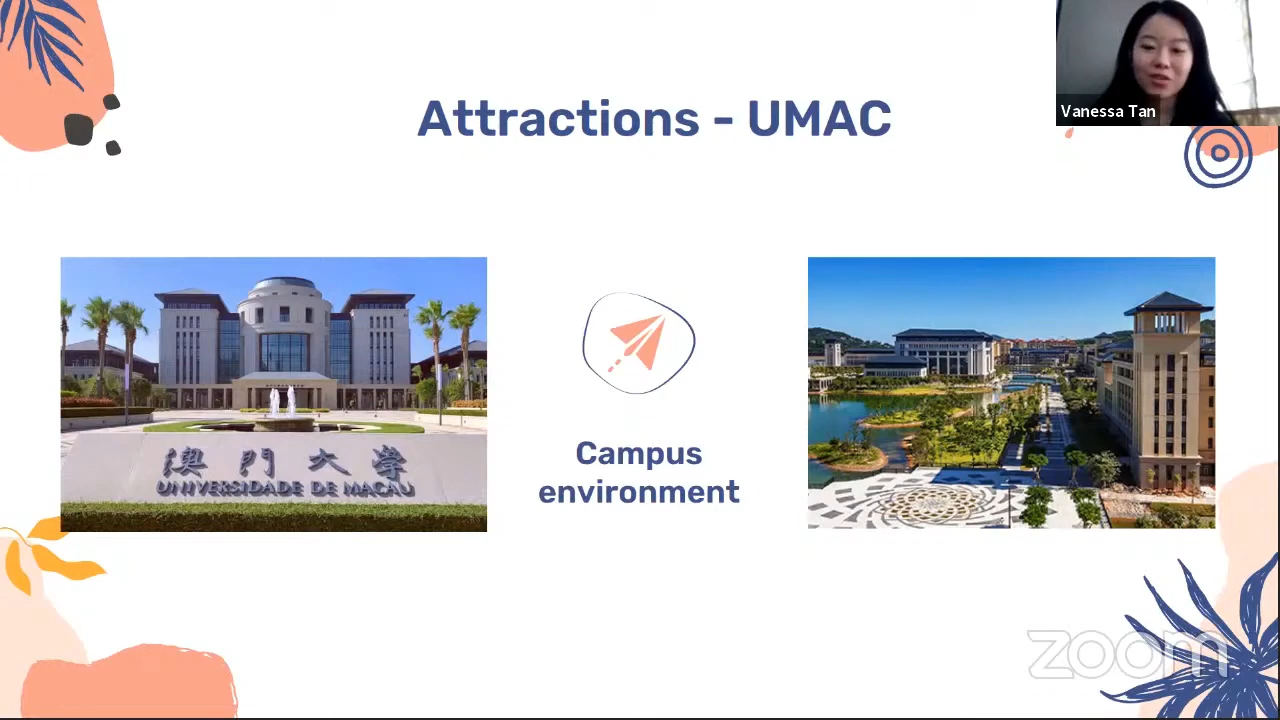 Attractions - UMAC
Vanessa Tan
澳門大學
UNIVERSIDADE DE MACAU
Campus
environment
zoom